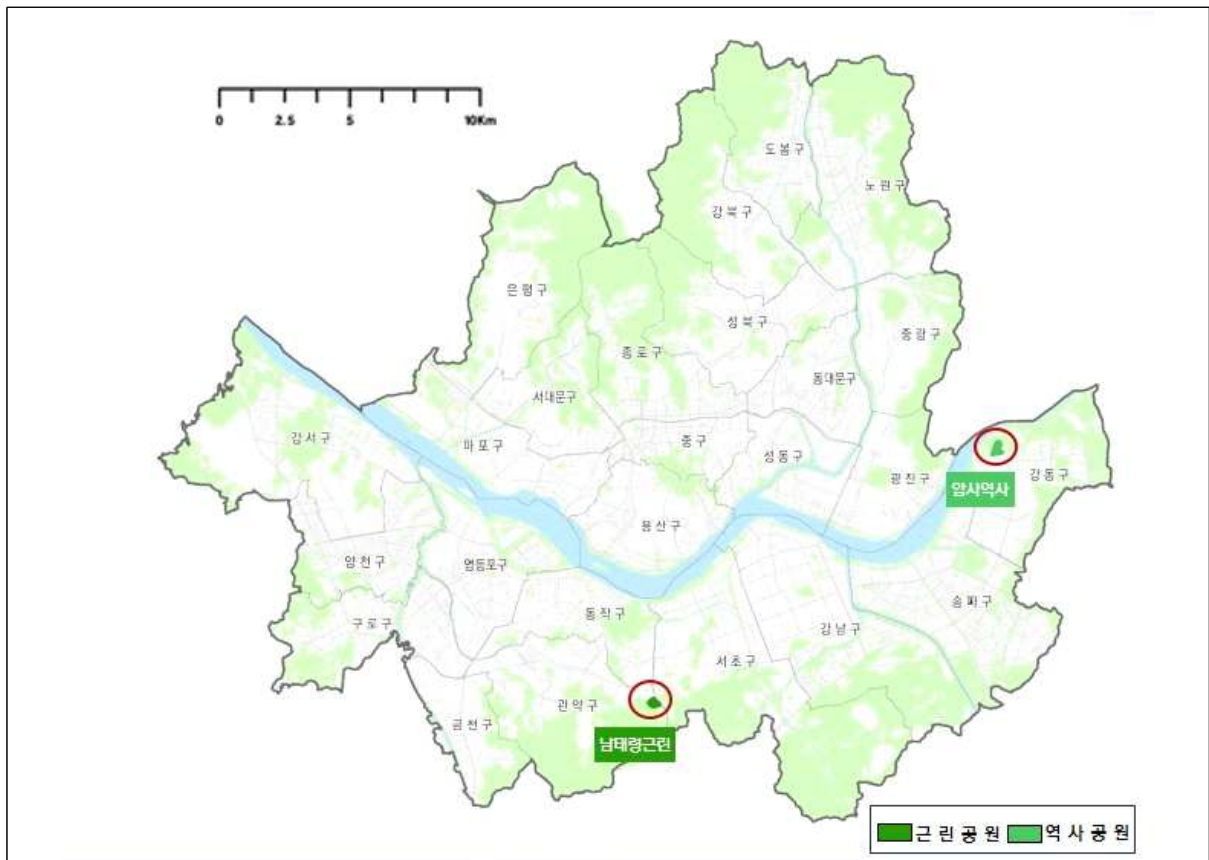 0 2.5 5 10Km
도봉구
노원구
강북구
은평구
성북구
중랑구
종로구
동대문구
서대문구
강서구
마포구
중구
성동구
광진구
강동구
암사역사
용산구
양천구
영등포구
송파구
구로구
동작구
강남구
서초구
관악구
금천구
남태령근린
근린공원 역사공원